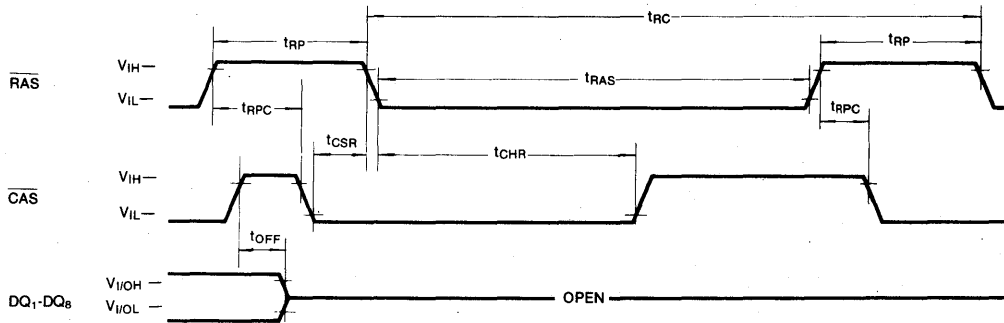 tRC
tRP
tRP
VIH—
RAS
tRAS
VIL—
tRPC
tRPC
tCSR
tCHR
VIH—
CAS
VIL—
tOFF
VI/OH—
DQ1-DQ8
OPEN
VI/OL—